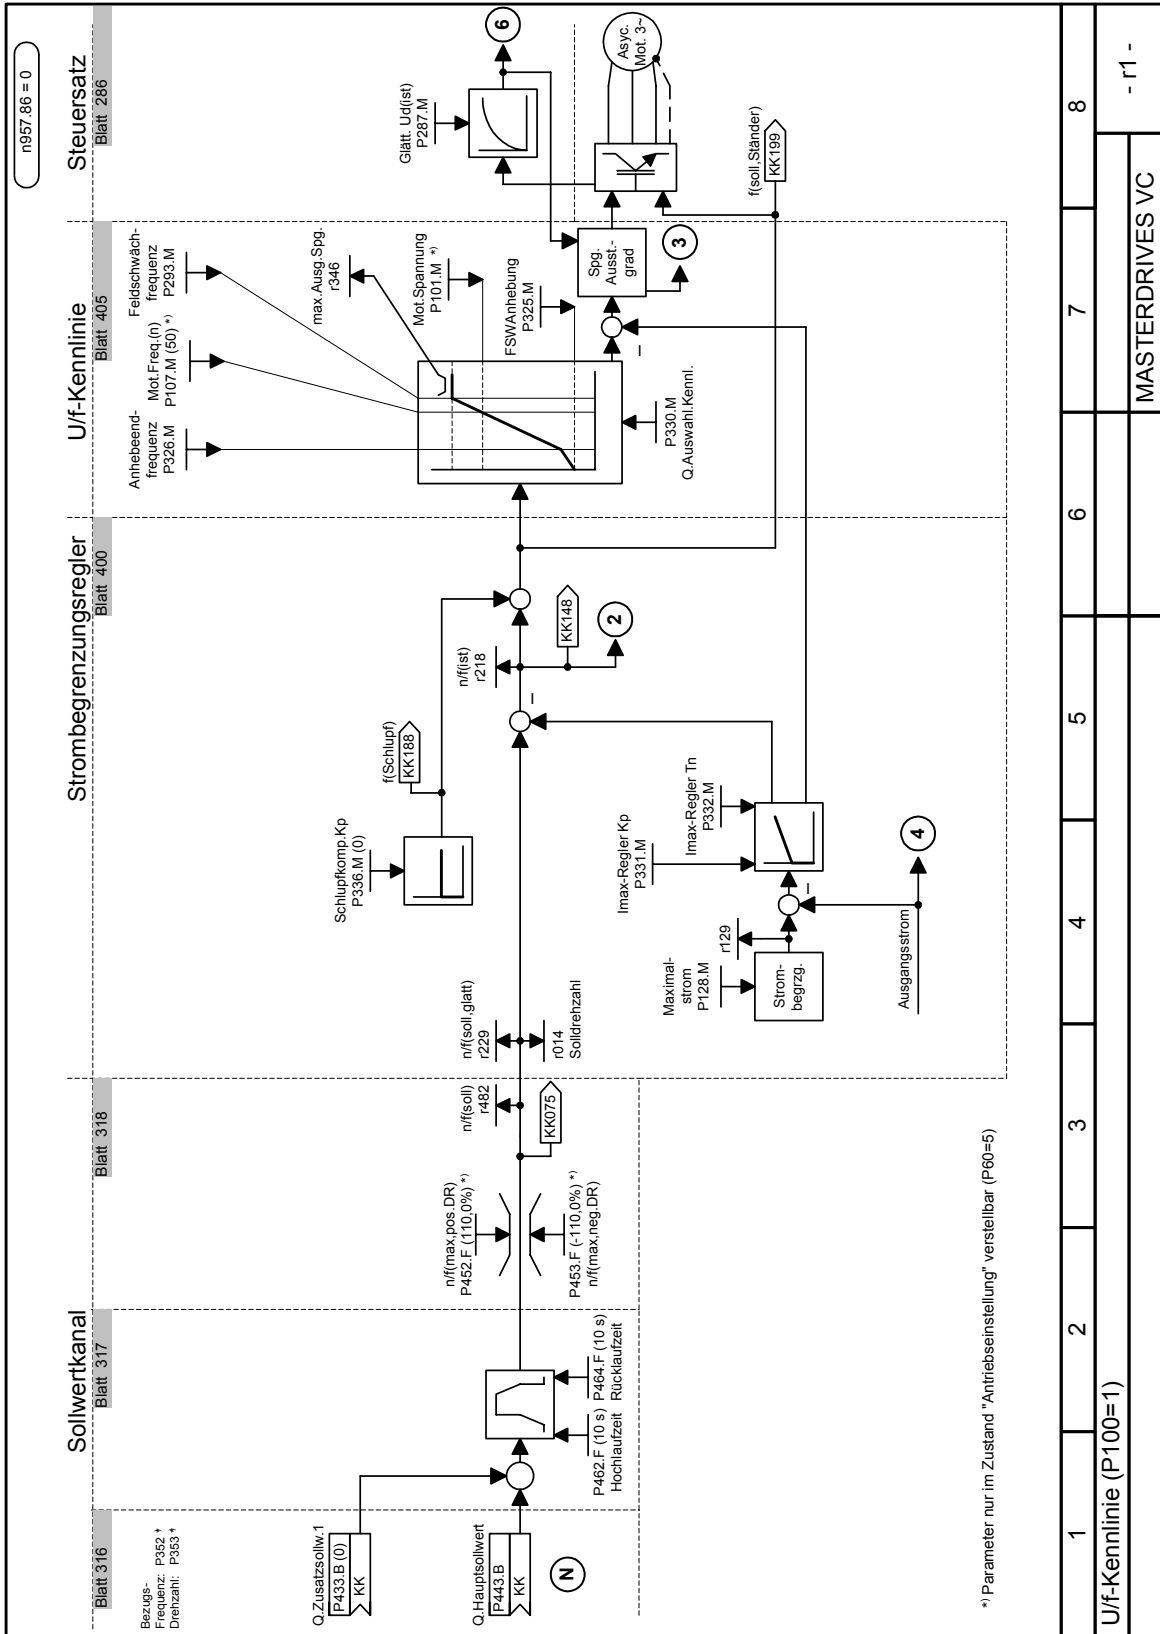 n957.86 = 0
Sollwertkanal
Strombegrenzungsregler
U/f-Kennlinie
Steuersatz
Blatt 316
Blatt 317
Blatt 318
Blatt 400
Blatt 405
Blatt 286
Bezugs-
Frequenz: P352 *
Drehzahl: P353 *
Q.Zusatzsollw.1
P433.B (0)
KK
Q.Hauptsollwert
P443.B
KK
N
P462.F (10 s)
Hochlaufzeit
P464.F (10 s)
Rücklaufzeit
n/f(max,pos.DR)
P452.F (110,0%) *)
P453.F (-110,0%) *)
n/f(max,neg.DR)
n/f(soll)
r482
KK075
n/f(soll,glatt)
r229
r014
Solldrehzahl
Schlupfkomp.Kp
P336.M (0)
f(Schlupf)
KK188
n/f(ist)
r218
KK148
2
Maximal-
strom
P128.M
r129
Strom-
begrzg.
Imax-Regler Kp
P331.M
Imax-Regler Tn
P332.M
Ausgangsstrom
4
Anhebeend-
frequenz
P326.M
Mot.Freq.(n)
P107.M (50) *)
Feldschwäch-
frequenz
P293.M
max.Ausg.Spg.
r346
Mot.Spannung
P101.M *)
FSWAnhebung
P325.M
P330.M
Q.Auswahl.Kennl.
Spg.
Ausst.-
grad
3
Glätt. Ud(ist)
P287.M
6
Asyc.
Mot. 3~
f(soll,Ständer)
KK199
*) Parameter nur im Zustand "Antriebseinstellung" verstellbar (P60=5)
1 2 3 4 5 6 7 8
U/f-Kennlinie (P100=1)
MASTERDRIVES VC
- r1 -